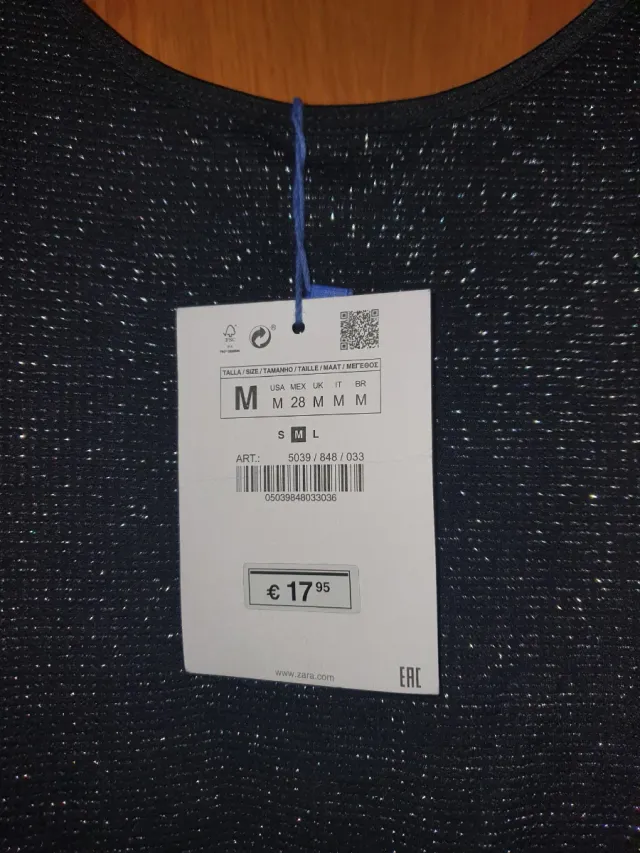 FSC
TALLA / SIZE / TAMANHO / TAILLE / MAAT / ΜΕΓΕΘΟΣ
M
USA MEX UK IT BR
M 28 M M M
S M L
ART.: 5039 / 848 / 033
05039848033036
€ 17 95
www.zara.com
EAC